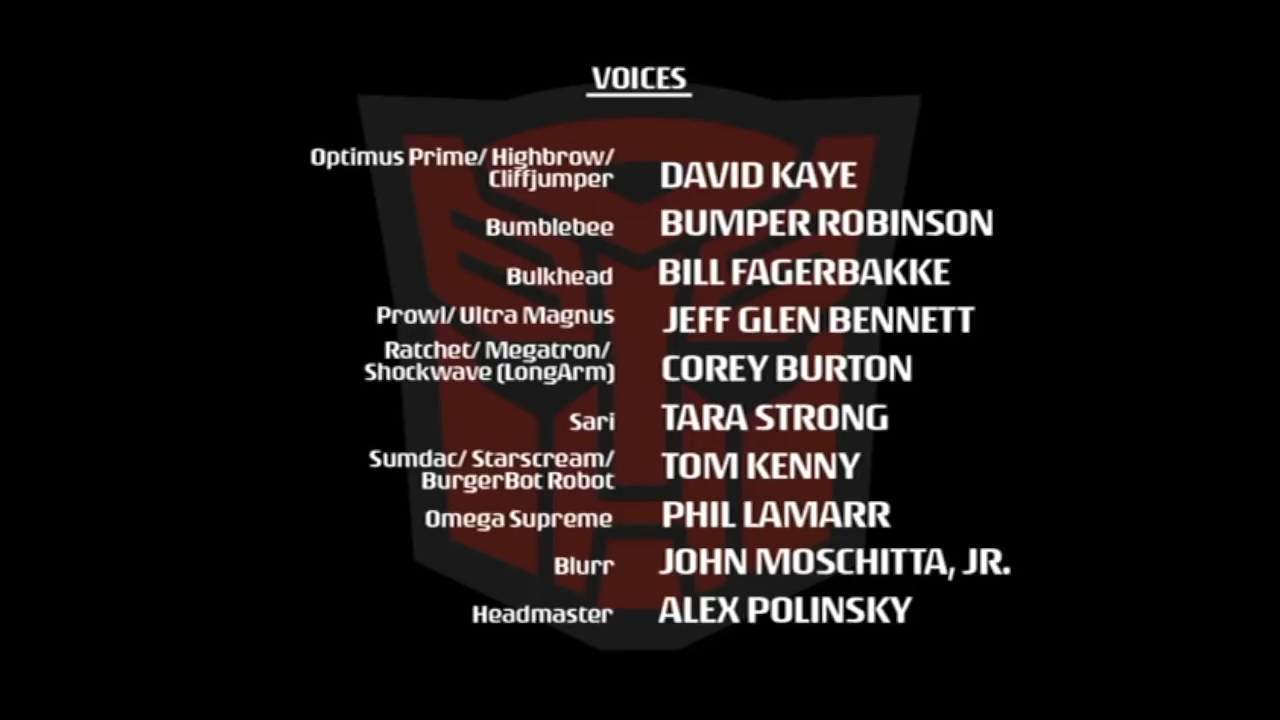 VOICES
Optimus Prime/ Highbrow/
Cliffjumper DAVID KAYE
Bumblebee BUMPER ROBINSON
Bulkhead BILL FAGERBAKKE
Prowl/ Ultra Magnus JEFF GLEN BENNETT
Ratchet/ Megatron/
Shockwave (LongArm) COREY BURTON
Sari TARA STRONG
Sumdac/ Starscream/
BurgerBot Robot TOM KENNY
Omega Supreme PHIL LAMARR
Blurr JOHN MOSCHITTA, JR.
Headmaster ALEX POLINSKY